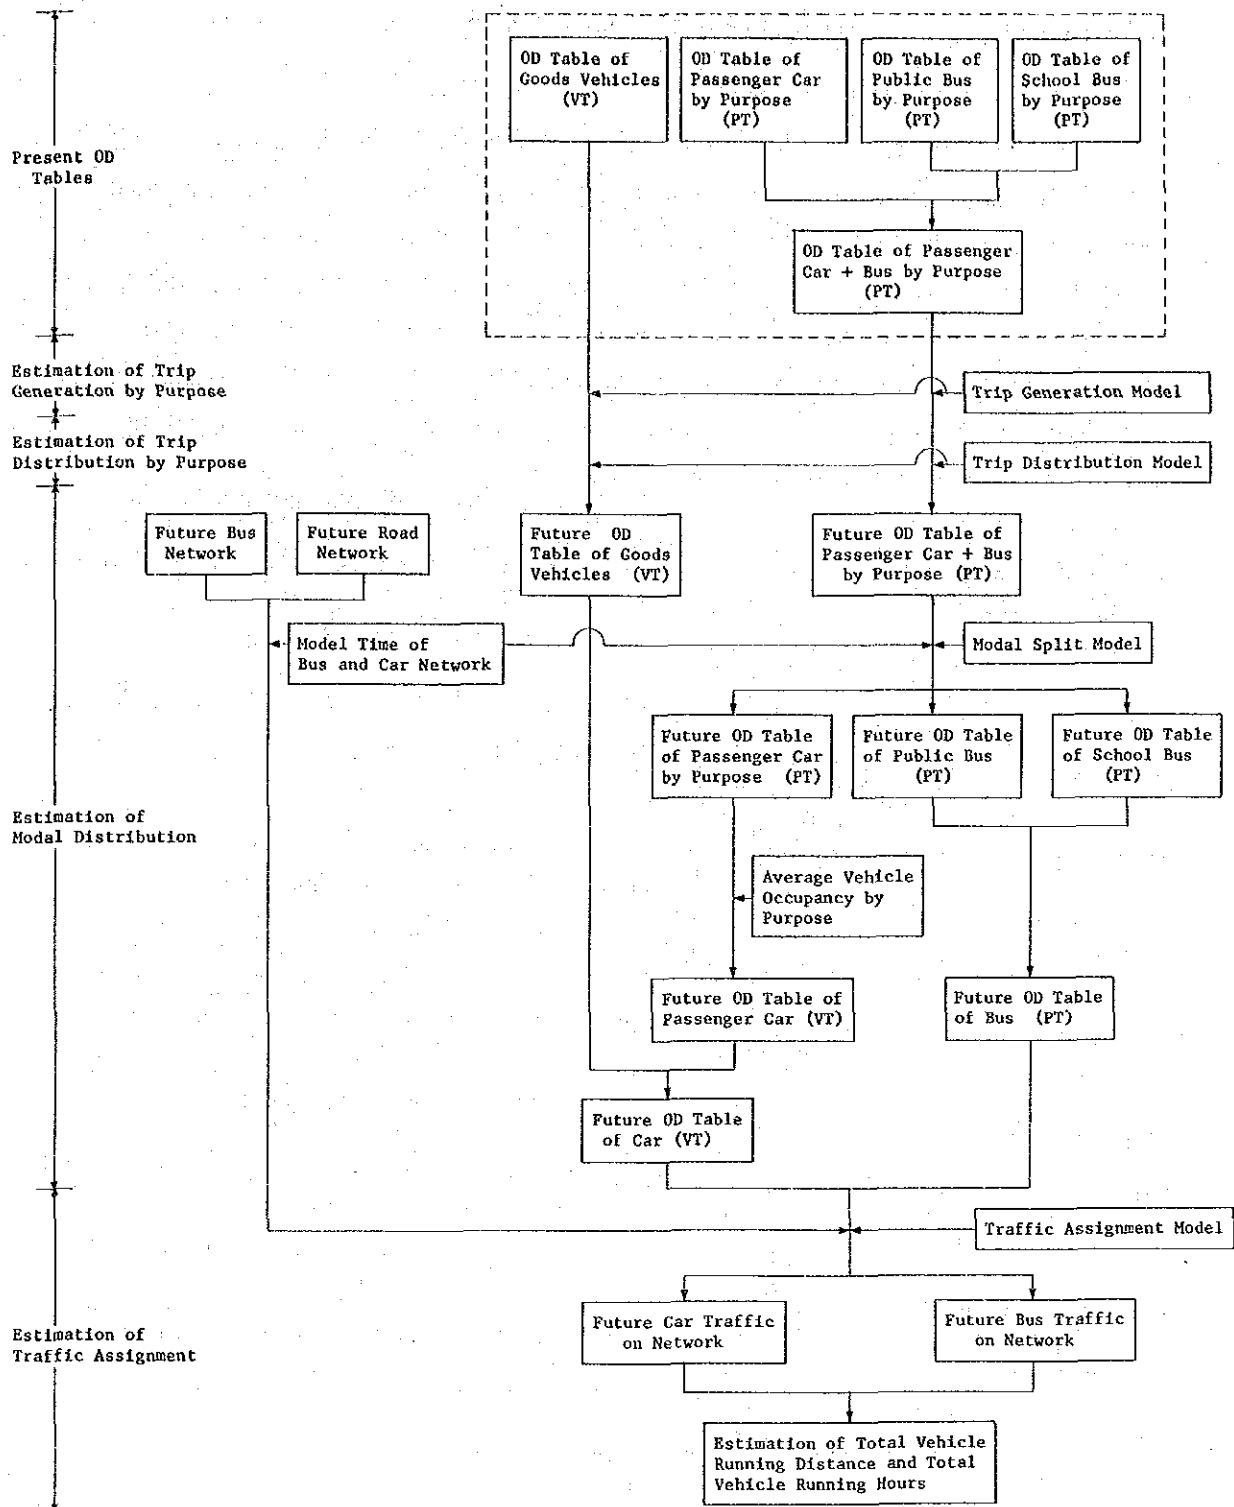 OD Table of
Goods Vehicles
(VT)
OD Table of
Passenger Car
by Purpose
(PT)
OD Table of
Public Bus
by Purpose
(PT)
OD Table of
School Bus
by Purpose
(PT)
Present OD
Tables
OD Table of Passenger
Car + Bus by Purpose
(PT)
Estimation of Trip
Generation by Purpose
Trip Generation Model
Estimation of Trip
Distribution by Purpose
Trip Distribution Model
Future Bus
Network
Future Road
Network
Future OD
Table of Goods
Vehicles (VT)
Future OD Table of
Passenger Car + Bus
by Purpose (PT)
Model Time of
Bus and Car Network
Modal Split Model
Future OD Table
of Passenger Car
by Purpose (PT)
Future OD Table
of Public Bus
(PT)
Future OD Table
of School Bus
(PT)
Estimation of
Modal Distribution
Average Vehicle
Occupancy by
Purpose
Future OD Table of
Passenger Car (VT)
Future OD Table
of Bus (PT)
Future OD Table
of Car (VT)
Traffic Assignment Model
Estimation of
Traffic Assignment
Future Car Traffic
on Network
Future Bus Traffic
on Network
Estimation of Total Vehicle
Running Distance and Total
Vehicle Running Hours